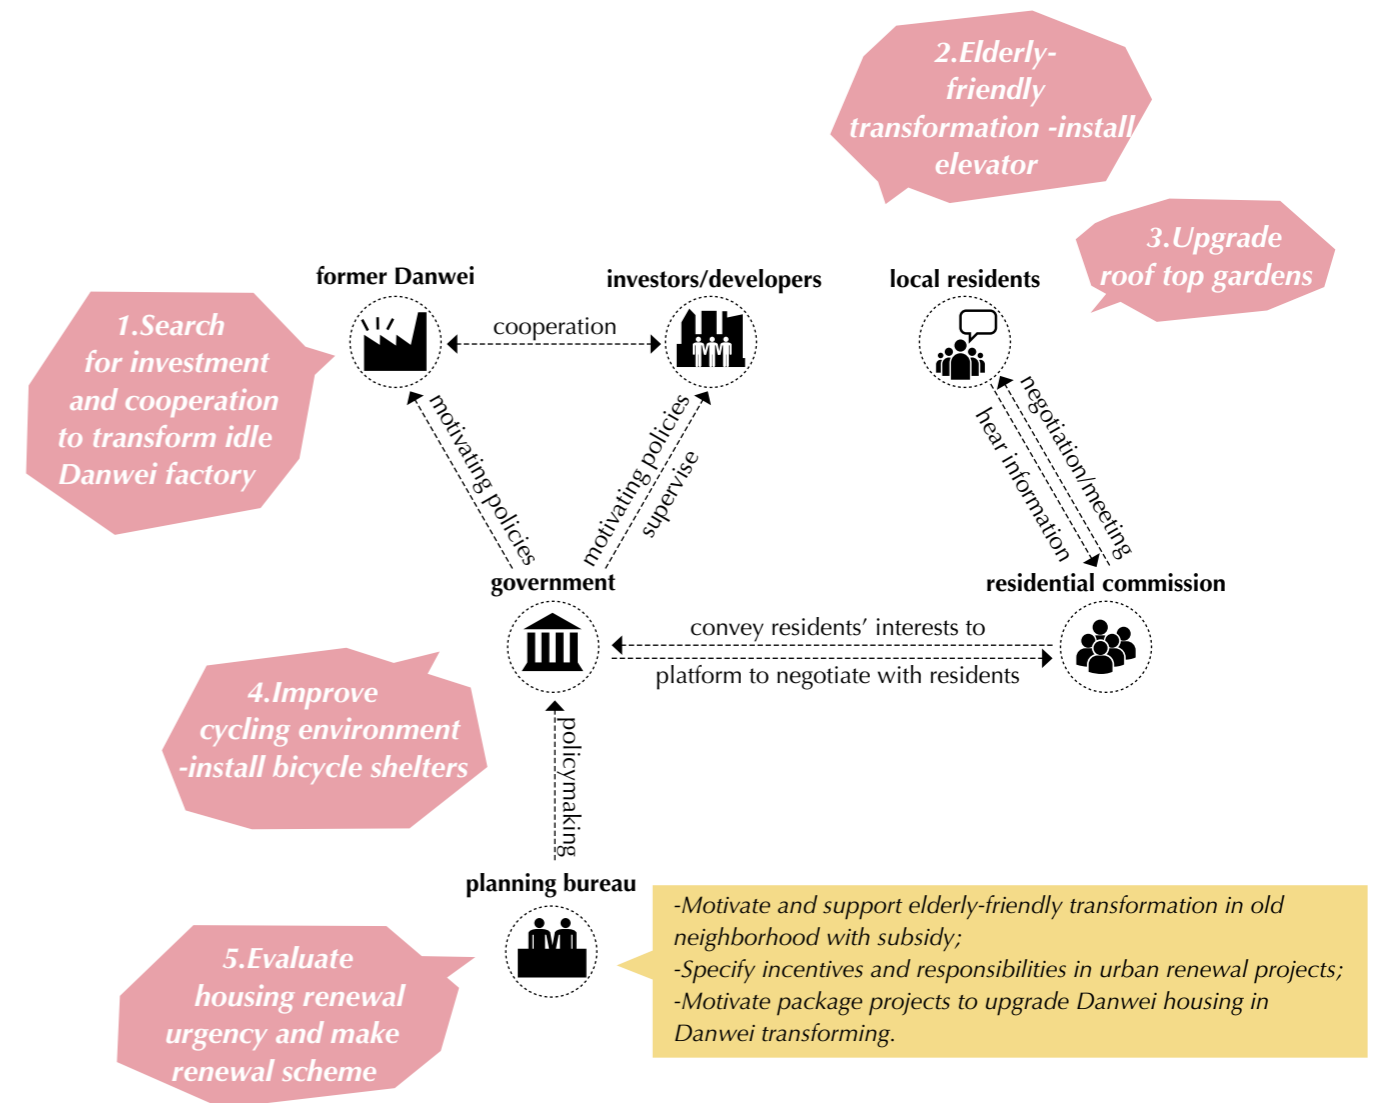 2.Elderly-
friendly
transformation -install
elevator
3.Upgrade
roof top gardens
former Danwei
investors/developers
local residents
cooperation
1.Search
for investment
and cooperation
to transform idle
Danwei factory
motivating policies
motivating policies
supervise
hear information
negotiation/meeting
government
residential commission
convey residents’ interests to
platform to negotiate with residents
4.Improve
cycling environment
-install bicycle shelters
policymaking
planning bureau
-Motivate and support elderly-friendly transformation in old
neighborhood with subsidy;
-Specify incentives and responsibilities in urban renewal projects;
-Motivate package projects to upgrade Danwei housing in
Danwei transforming.
5.Evaluate
housing renewal
urgency and make
renewal scheme